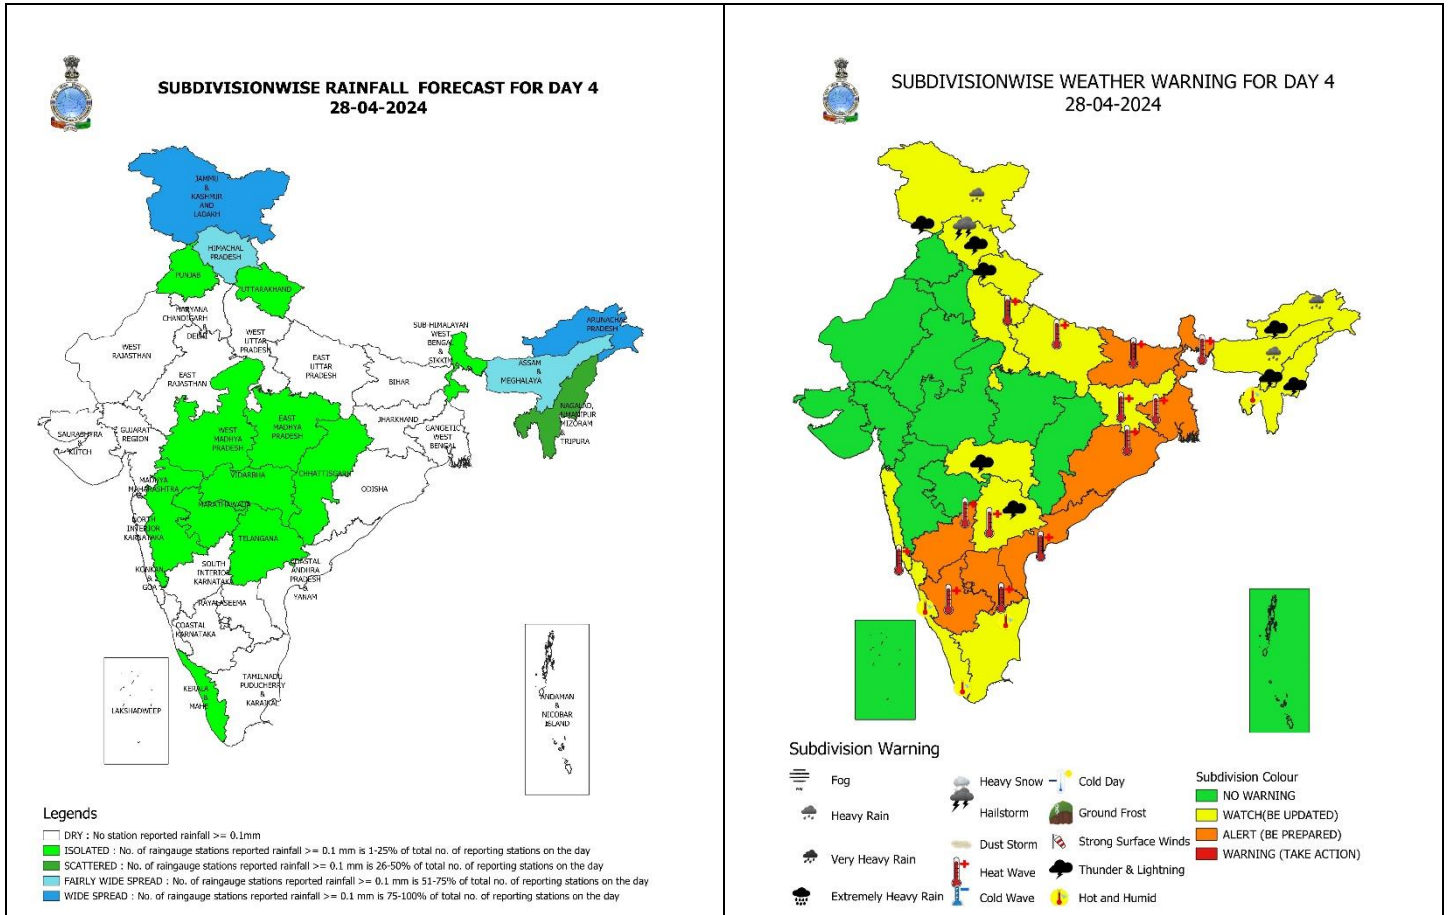 SUBDIVISIONWISE RAINFALL FORECAST FOR DAY 4
28-04-2024
JAMMU
&
KASHMIR
AND
LADAKH
HIMACHAL
PRADESH
PUNJAB
UTTARAKHAND
HARYANA
CHANDIGARH
&
DELHI
WEST
RAJASTHAN
WEST
UTTAR
PRADESH
EAST
UTTAR
PRADESH
EAST
RAJASTHAN
BIHAR
SUB-HIMALAYAN
WEST
BENGAL
&
SIKKIM
ARUNACHAL
PRADESH
ASSAM
&
MEGHALAYA
NAGALAD,
MANIPUR
MIZORAM
&
TRIPURA
SAURASHTRA
&
KUTCH
GUJARAT
REGION
WEST
MADHYA
PRADESH
EAST
MADHYA
PRADESH
JHARKHAND
GANGETIC
WEST
BENGAL
MADHYA
MAHARASHTRA
VIDARBHA
CHHATTISGARH
ODISHA
MARATHAWADA
NORTH
INTERIOR
KARNATAKA
TELANGANA
KONKAN
&
GOA
SOUTH
INTERIOR
KARNATAKA
COASTAL
ANDHRA
PRADESH
&
YANAM
RAYALASEEMA
COASTAL
KARNATAKA
KERALA
&
MAHE
TAMILNADU
PUDUCHERRY
&
KARAIKAL
LAKSHADWEEP
ANDAMAN
&
NICOBAR
ISLAND
Legends
DRY : No station reported rainfall >= 0.1mm
ISOLATED : No. of raingauge stations reported rainfall >= 0.1 mm is 1-25% of total no. of reporting stations on the day
SCATTERED : No. of raingauge stations reported rainfall >= 0.1 mm is 26-50% of total no. of reporting stations on the day
FAIRLY WIDE SPREAD : No. of raingauge stations reported rainfall >= 0.1 mm is 51-75% of total no. of reporting stations on the day
WIDE SPREAD : No. of raingauge stations reported rainfall >= 0.1 mm is 75-100% of total no. of reporting stations on the day
SUBDIVISIONWISE WEATHER WARNING FOR DAY 4
28-04-2024
Subdivision Warning
Fog
Heavy Rain
Very Heavy Rain
Extremely Heavy Rain
Heavy Snow
Hailstorm
Dust Storm
Heat Wave
Cold Wave
Cold Day
Ground Frost
Strong Surface Winds
Thunder & Lightning
Hot and Humid
Subdivision Colour
NO WARNING
WATCH(BE UPDATED)
ALERT (BE PREPARED)
WARNING (TAKE ACTION)